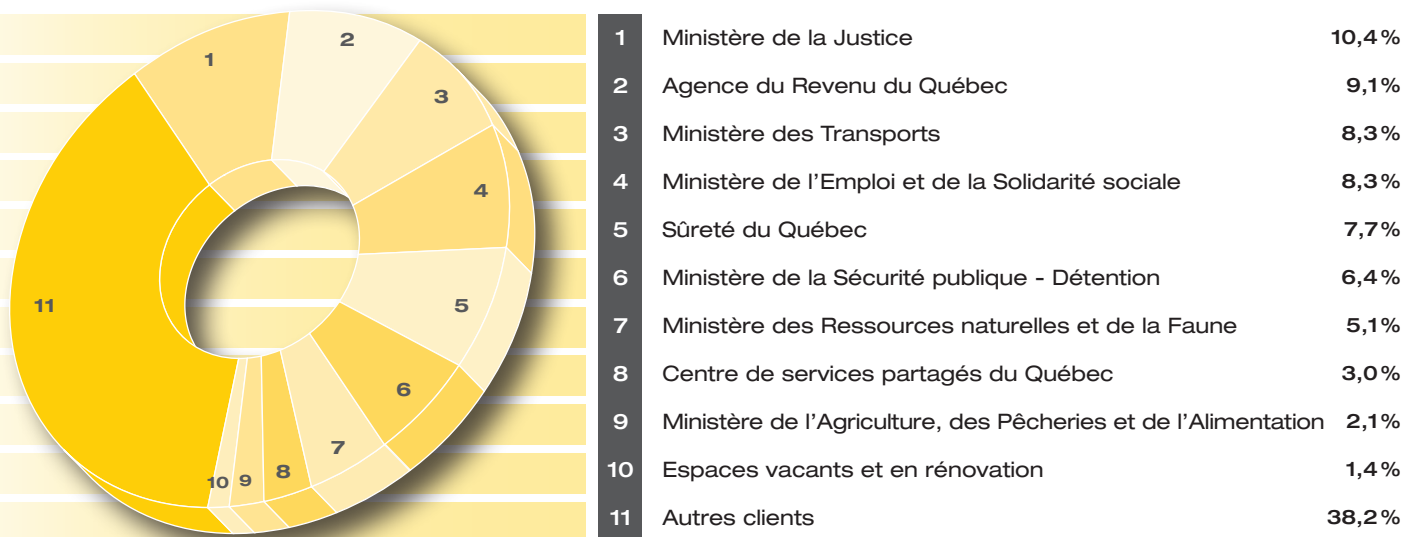 1 Ministère de la Justice 10,4 %
2 Agence du Revenu du Québec 9,1 %
3 Ministère des Transports 8,3 %
4 Ministère de l’Emploi et de la Solidarité sociale 8,3 %
5 Sûreté du Québec 7,7 %
6 Ministère de la Sécurité publique - Détention 6,4 %
7 Ministère des Ressources naturelles et de la Faune 5,1 %
8 Centre de services partagés du Québec 3,0 %
9 Ministère de l’Agriculture, des Pêcheries et de l’Alimentation 2,1 %
10 Espaces vacants et en rénovation 1,4 %
11 Autres clients 38,2 %
1
2
3
4
5
6
7
8
9
10
11